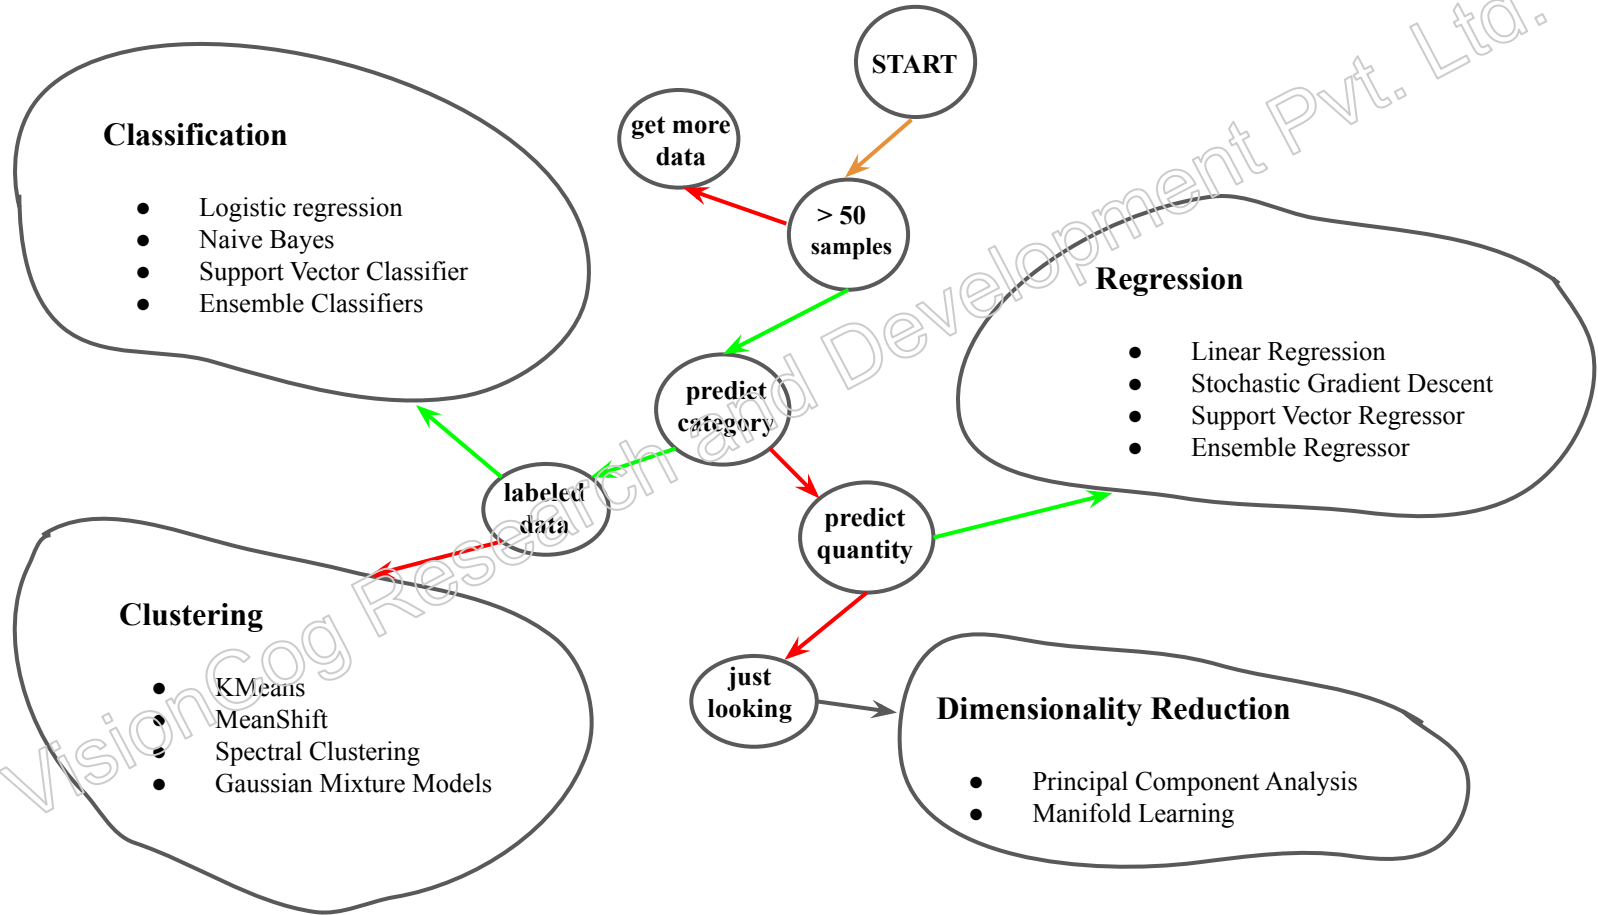 START
get more
data
> 50
samples
Classification
● Logistic regression
● Naive Bayes
● Support Vector Classifier
● Ensemble Classifiers
Regression
● Linear Regression
● Stochastic Gradient Descent
● Support Vector Regressor
● Ensemble Regressor
predict
category
labeled
data
predict
quantity
Clustering
● KMeans
● MeanShift
● Spectral Clustering
● Gaussian Mixture Models
just
looking
Dimensionality Reduction
● Principal Component Analysis
● Manifold Learning
VisionCog Research and Development Pvt. Ltd.